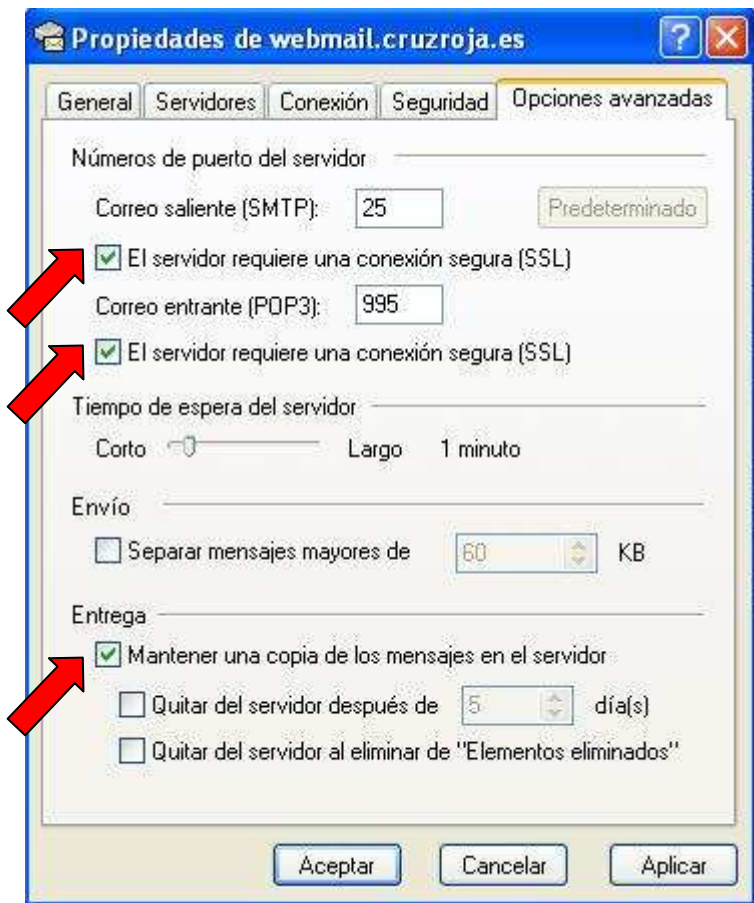 Propiedades de webmail.cruzroja.es
General Servidores Conexión Seguridad Opciones avanzadas
Números de puerto del servidor
Correo saliente (SMTP): 25 Predeterminado
El servidor requiere una conexión segura (SSL)
Correo entrante (POP3): 995
El servidor requiere una conexión segura (SSL)
Tiempo de espera del servidor
Corto Largo 1 minuto
Envío
Separar mensajes mayores de 60 KB
Entrega
Mantener una copia de los mensajes en el servidor
Quitar del servidor después de 5 día(s)
Quitar del servidor al eliminar de "Elementos eliminados"
Aceptar Cancelar Aplicar